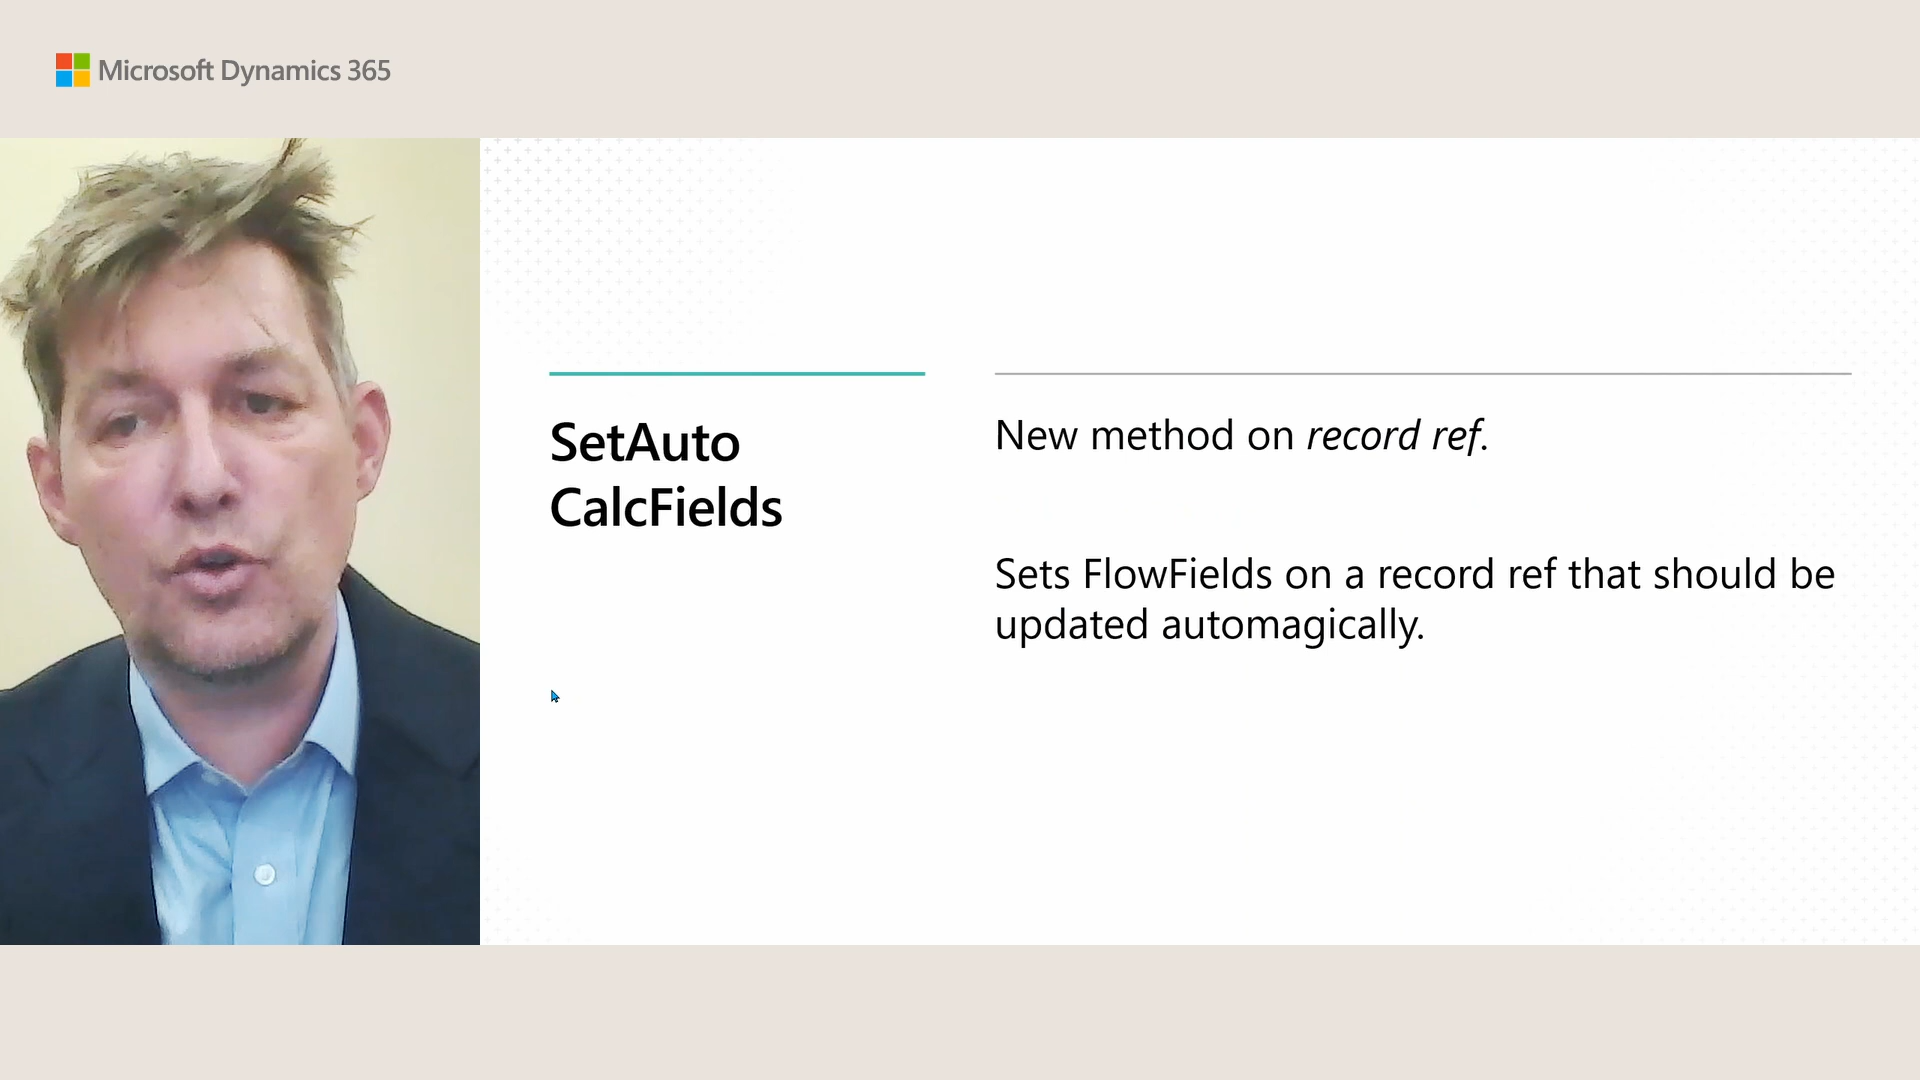 Microsoft Dynamics 365
SetAuto
CalcFields
New method on record ref.
Sets FlowFields on a record ref that should be
updated automagically.